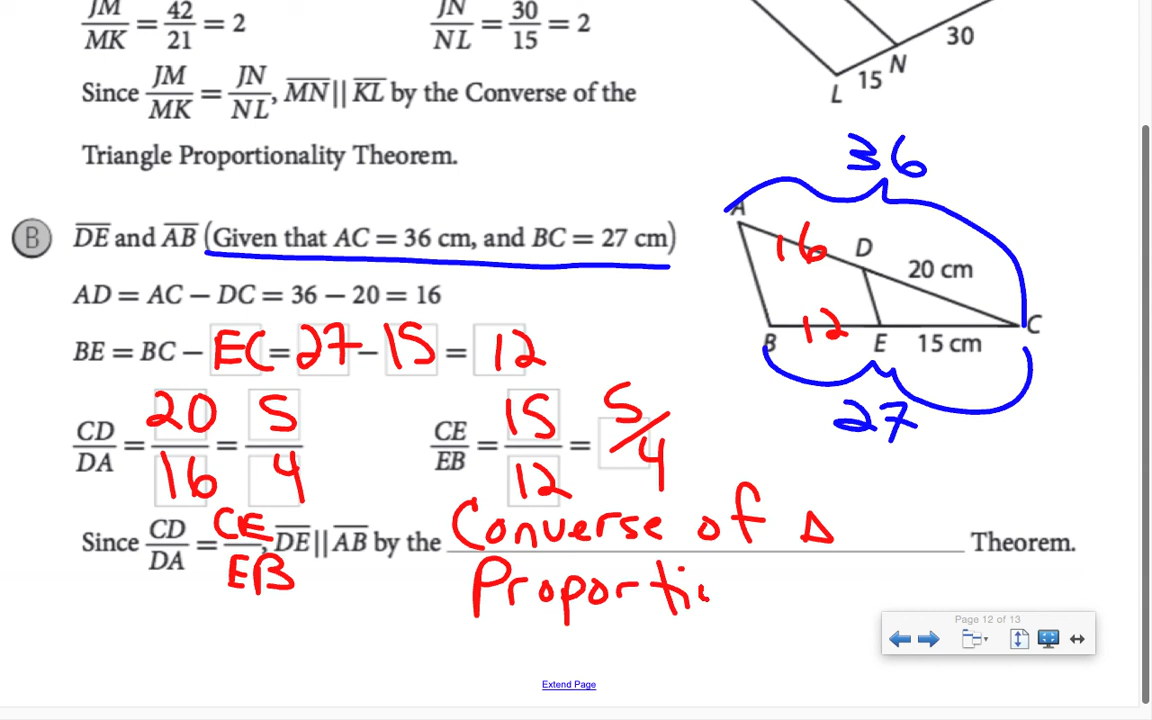 JM/MK = 42/21 = 2 JN/NL = 30/15 = 2
Since JM/MK = JN/NL, MN || KL by the Converse of the
Triangle Proportionality Theorem.
30
15
N
L
36
B DE and AB (Given that AC = 36 cm, and BC = 27 cm)
AD = AC − DC = 36 − 20 = 16
BE = BC − EC = 27 − 15 = 12
CD/DA = 20/16 = 5/4 CE/EB = 15/12 = 5/4
Since CD/DA = CE/EB, DE || AB by the Converse of Δ Theorem.
Proporti
A
16
D
20 cm
12
C
B
E
15 cm
27
Page 12 of 13
Extend Page